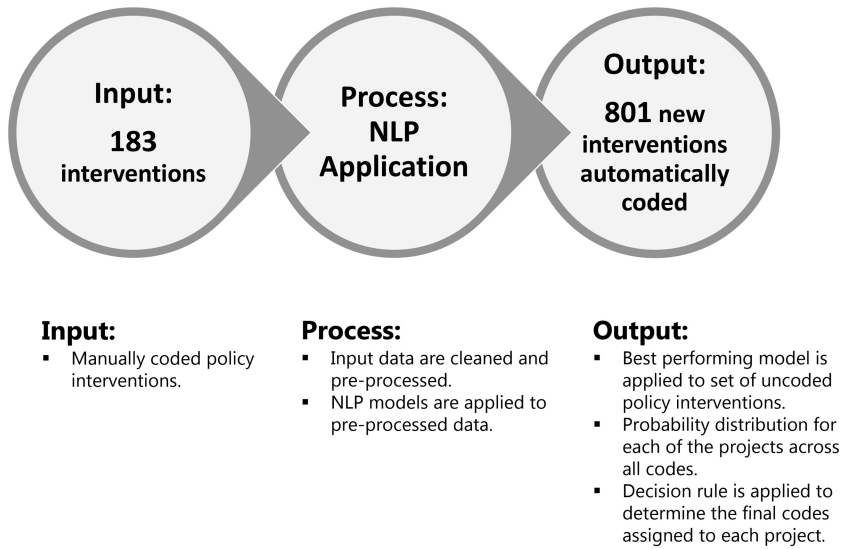 Input:
183
interventions
Process:
NLP
Application
Output:
801 new
interventions
automatically
coded
Input:
▪ Manually coded policy
interventions.
Process:
▪ Input data are cleaned and
pre-processed.
▪ NLP models are applied to
pre-processed data.
Output:
▪ Best performing model is
applied to set of uncoded
policy interventions.
▪ Probability distribution for
each of the projects across
all codes.
▪ Decision rule is applied to
determine the final codes
assigned to each project.